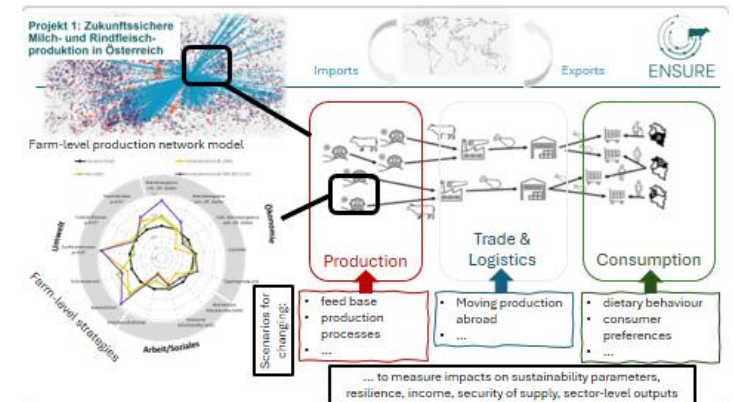 Projekt 1: Zukunftssichere
Milch- und Rindfleisch-
produktion in Österreich
Imports
Exports
ENSURE
Farm-level production network model
Umwelt
Ökonomie
Arbeit/Soziales
Farm-level strategies
Production
Trade &
Logistics
Consumption
Scenarios for
changing:
• feed base
• production
processes
• ...
• Moving production
abroad
• ...
• dietary behaviour
• consumer
preferences
• ...
... to measure impacts on sustainability parameters,
resilience, income, security of supply, sector-level outputs